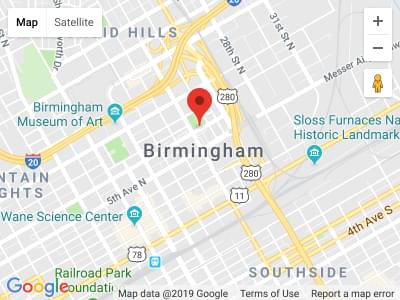 Map Satellite
ID HILLS
31st St N
28th St N
Messer Air
worth Dr
Birmingham
Museum of Art
280
Sloss Furnaces Na
Historic Landmark
Birmingham
20
UNTAIN
GHTS
5th Ave N
280
11
Wane Science Center
4th Ave S
78
Railroad Park
Foundation
SOUTHSIDE
Google
Map data @2019 Google Terms of Use Report a map error